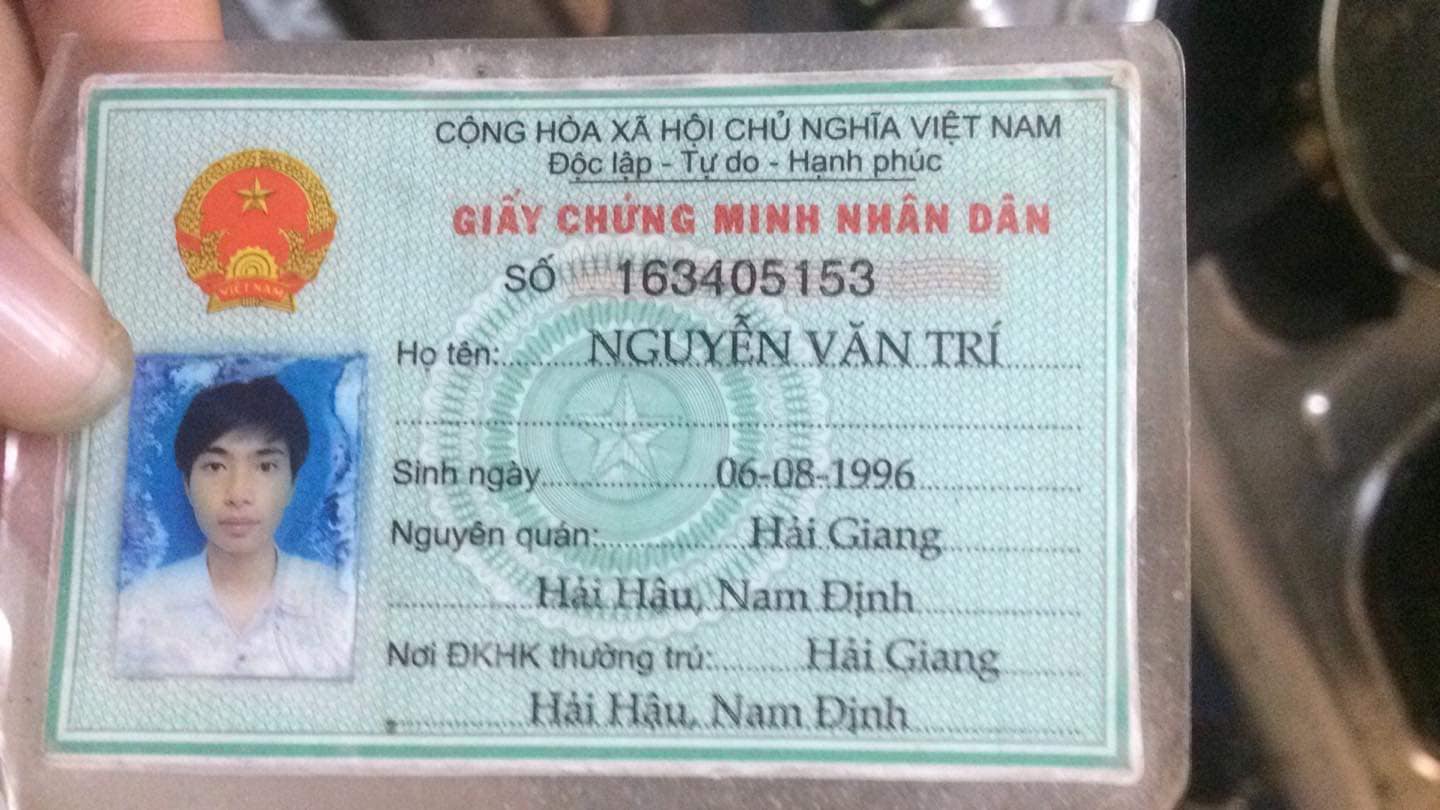 CỘNG HÒA XÃ HỘI CHỦ NGHĨA VIỆT NAM
Độc lập - Tự do - Hạnh phúc
GIẤY CHỨNG MINH NHÂN DÂN
SỐ 163405153
VIỆT NAM
Họ tên: NGUYỄN VĂN TRÍ
Sinh ngày 06-08-1996
Nguyên quán: Hải Giang
Hải Hậu, Nam Định
Nơi ĐKHK thường trú: Hải Giang
Hải Hậu, Nam Định